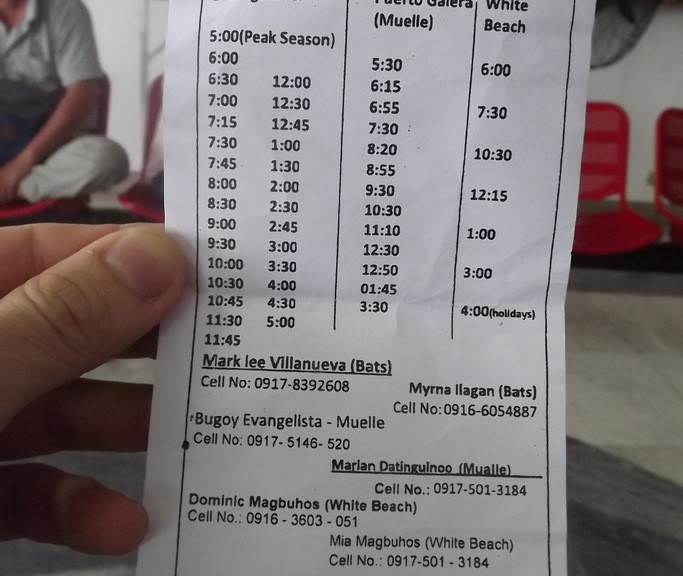 Puerto Galera
(Muelle)
White
Beach
5:00(Peak Season)
6:00
6:30 12:00
7:00 12:30
7:15 12:45
7:30 1:00
7:45 1:30
8:00 2:00
8:30 2:30
9:00 2:45
9:30 3:00
10:00 3:30
10:30 4:00
10:45 4:30
11:30 5:00
11:45
5:30
6:15
6:55
7:30
8:20
8:55
9:30
10:30
11:10
12:30
12:50
01:45
3:30
6:00
7:30
10:30
12:15
1:00
3:00
4:00(holidays)
Mark lee Villanueva (Bats)
Cell No: 0917-8392608
Myrna Ilagan (Bats)
Cell No: 0916-6054887
Bugoy Evangelista - Muelle
Cell No: 0917- 5146- 520
Marian Datinguinoo (Mualle)
Cell No.: 0917-501-3184
Dominic Magbuhos (White Beach)
Cell No.: 0916 - 3603 - 051
Mia Magbuhos (White Beach)
Cell No.: 0917-501 - 3184